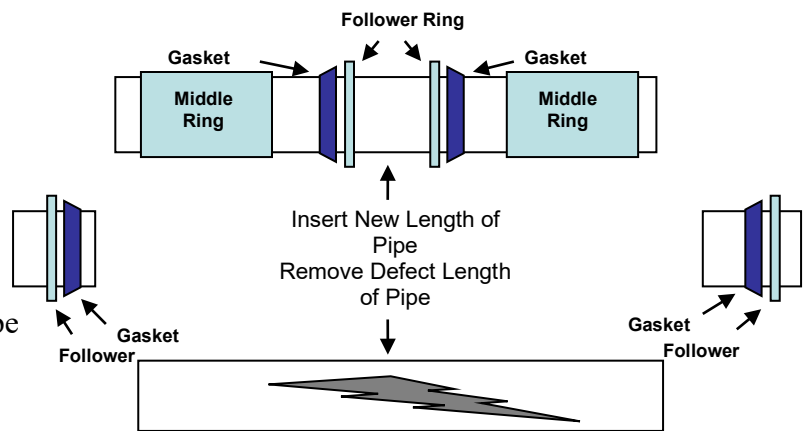 Follower Ring
Gasket
Gasket
Middle
Ring
Middle
Ring
Insert New Length of
Pipe
Remove Defect Length
of Pipe
Gasket
Follower
Gasket
Follower